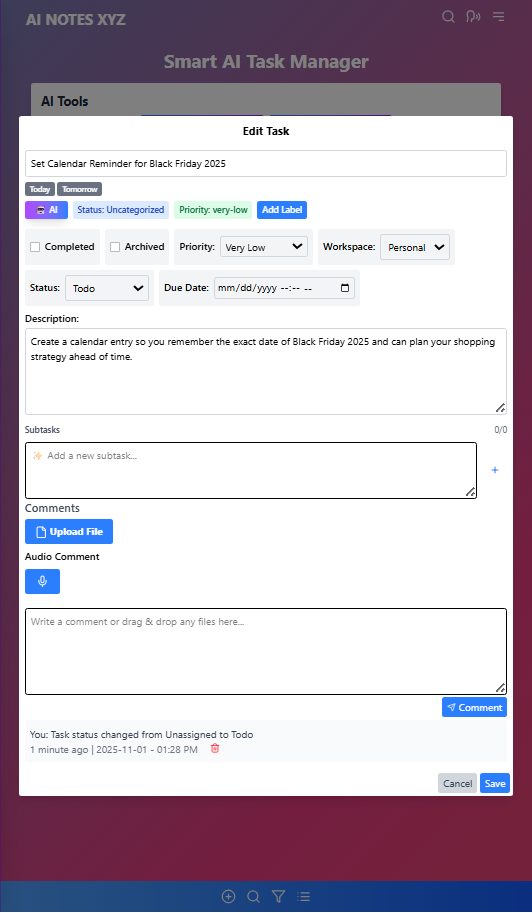 AI NOTES XYZ
Smart AI Task Manager
AI Tools
Edit Task
Set Calendar Reminder for Black Friday 2025
Today Tomorrow
AI Status: Uncategorized Priority: very-low Add Label
Completed Archived Priority: Very Low Workspace: Personal
Status: Todo Due Date: mm/dd/yyyy --:-- --
Description:
Create a calendar entry so you remember the exact date of Black Friday 2025 and can plan your shopping
strategy ahead of time.
Subtasks 0/0
✨ Add a new subtask...
+
Comments
Upload File
Audio Comment
Write a comment or drag & drop any files here...
Comment
You: Task status changed from Unassigned to Todo
1 minute ago | 2025-11-01 - 01:28 PM
Cancel Save